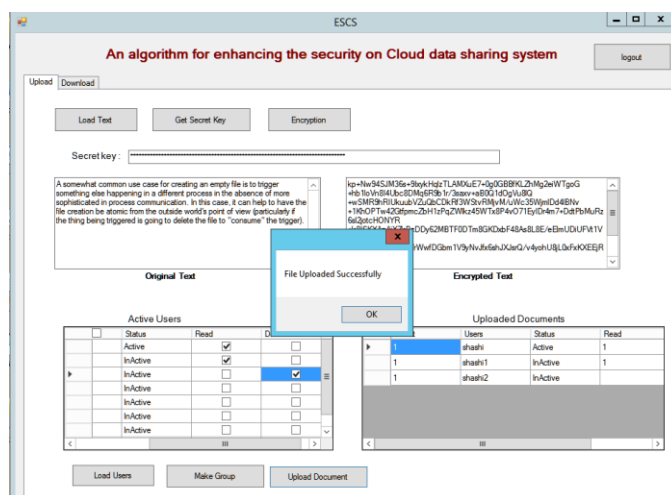 ESCS
An algorithm for enhancing the security on Cloud data sharing system
logout
Upload Download
Load Text Get Secret Key Encryption
Secret key :
A somewhat common use case for creating an empty file is to trigger
something else happening in a different process in the absence of more
sophisticated in process communication. In this case, it can help to have the
file creation be atomic from the outside world's point of view (particularly if
the thing being triggered is going to delete the file to "consume" the trigger).
Original Text
Encrypted Text
File Uploaded Successfully
OK
Active Users
Status Read D
Active
InActive
InActive
InActive
InActive
InActive
Uploaded Documents
Users Status Read
1 shashi Active 1
1 shashi1 InActive 1
1 shashi2 InActive
Load Users Make Group Upload Document